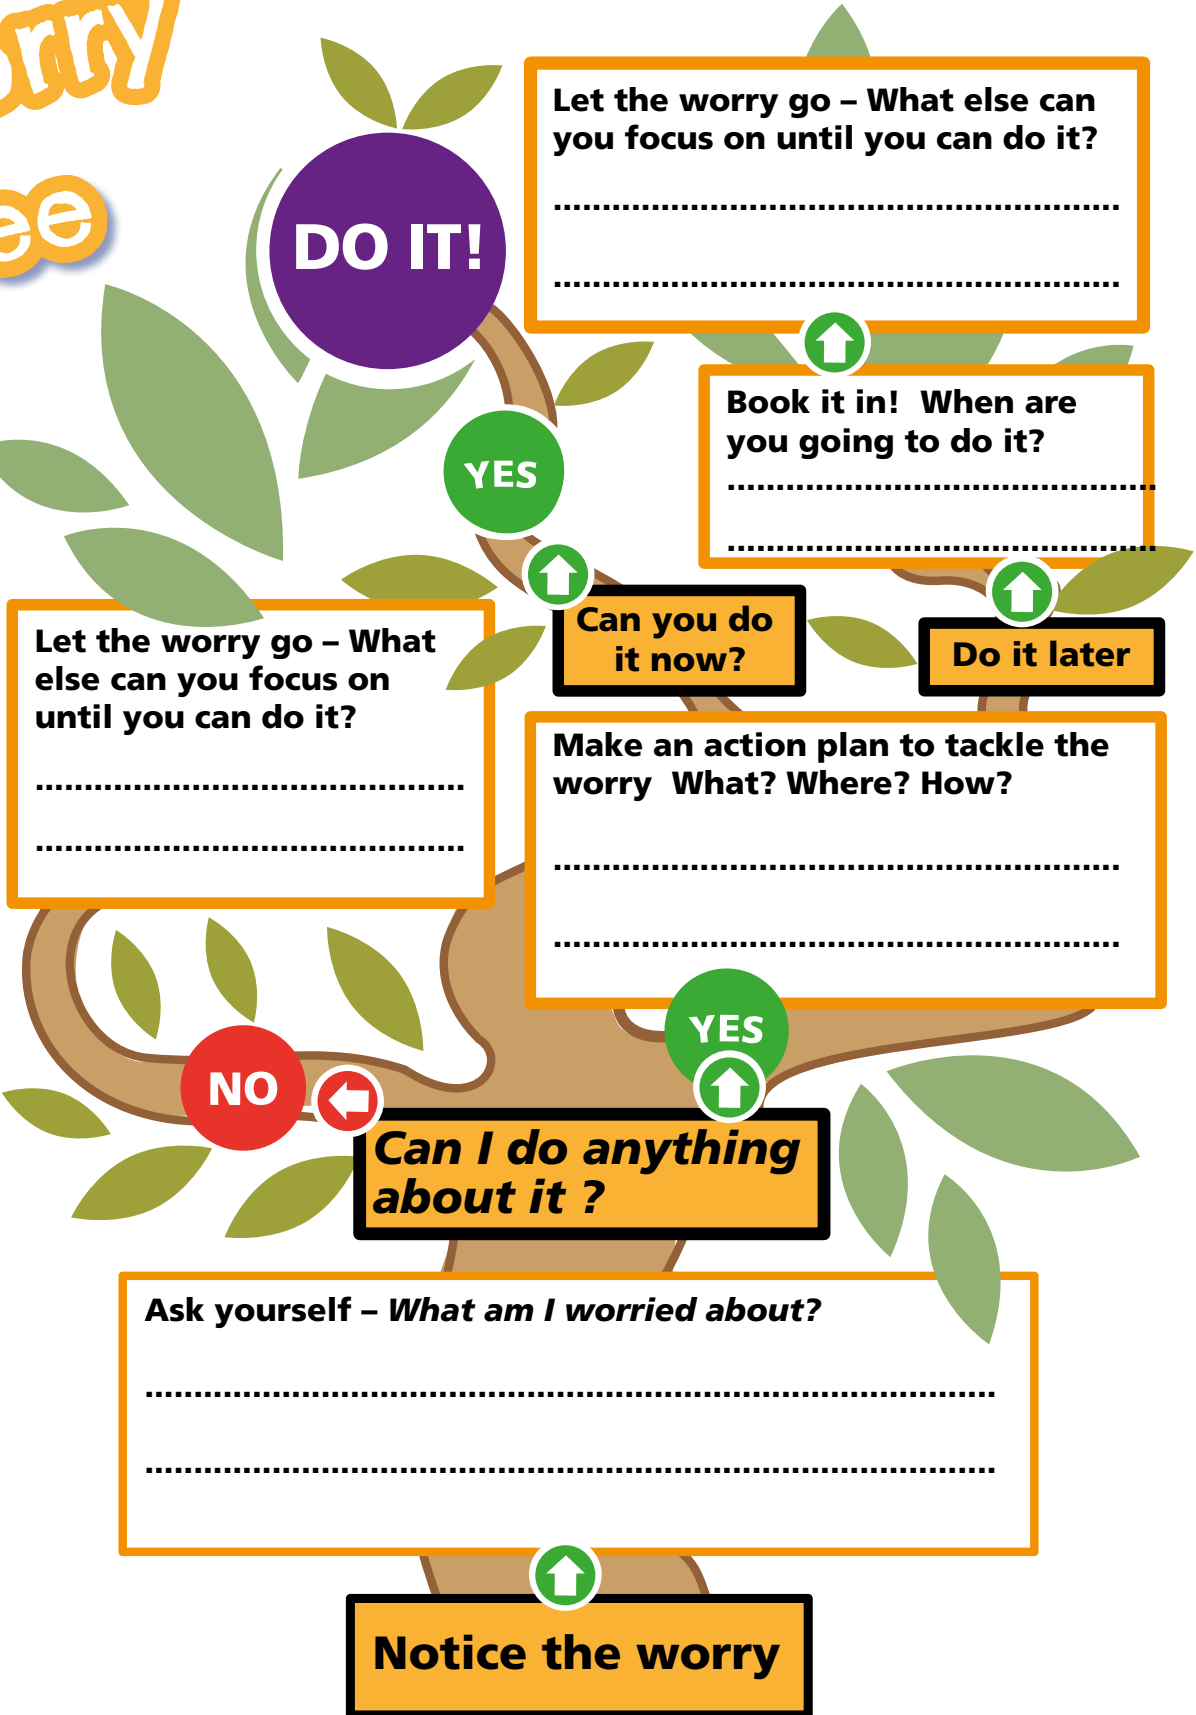 orry
ee
DO IT!
Let the worry go – What else can
you focus on until you can do it?
YES
Book it in!  When are
you going to do it?
Can you do
it now?
Do it later
Let the worry go – What
else can you focus on
until you can do it?
Make an action plan to tackle the
worry  What? Where? How?
YES
NO
Can I do anything
about it ?
Ask yourself – What am I worried about?
Notice the worry